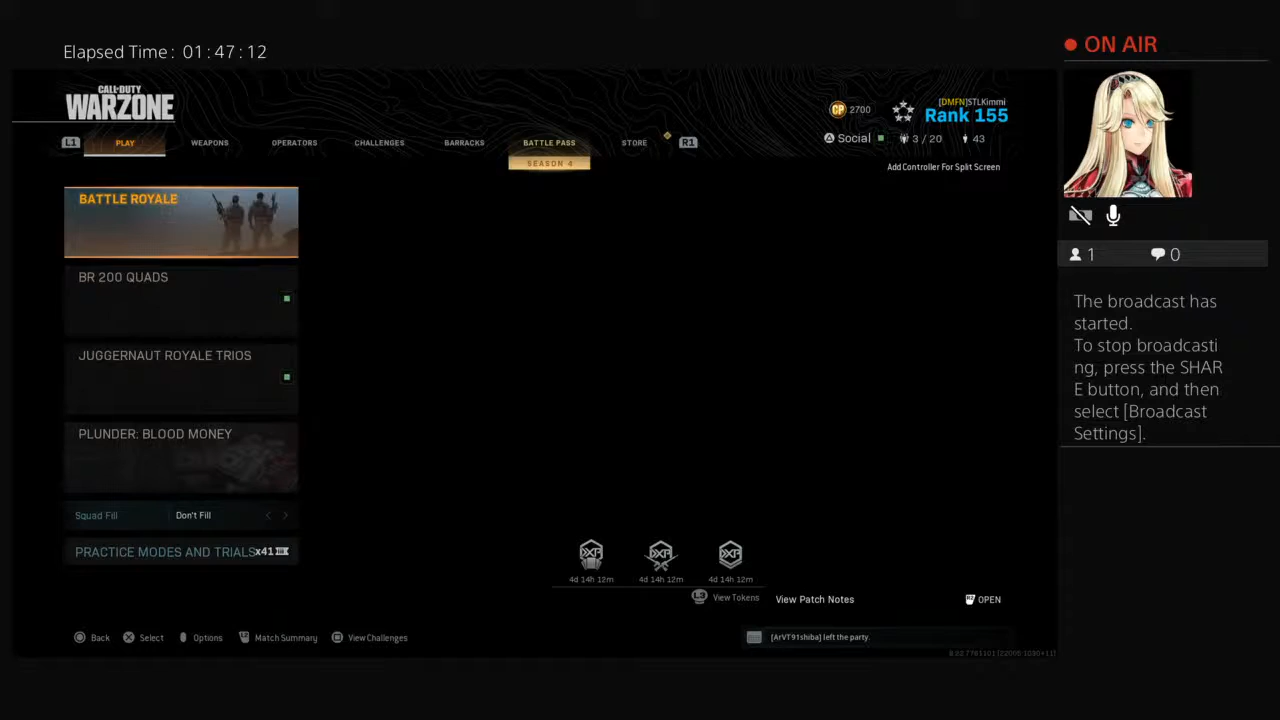 Elapsed Time: 01:47:12
ON AIR
CALL OF DUTY
WARZONE
CP 2700
[DMFN]STLKimmi
Rank 155
L1 PLAY WEAPONS OPERATORS CHALLENGES BARRACKS BATTLE PASS STORE R1
SEASON 4
Social 3 / 20 43
Add Controller For Split Screen
BATTLE ROYALE
BR 200 QUADS
JUGGERNAUT ROYALE TRIOS
PLUNDER: BLOOD MONEY
Squad Fill Don't Fill
PRACTICE MODES AND TRIALS x41
1 0
The broadcast has
started.
To stop broadcasti
ng, press the SHAR
E button, and then
select [Broadcast
Settings].
2XP 2XP 2XP
4d 14h 12m 4d 14h 12m 4d 14h 12m
View Tokens
View Patch Notes OPEN
Back Select Options Match Summary View Challenges
[ArVT91shiba] left the party.